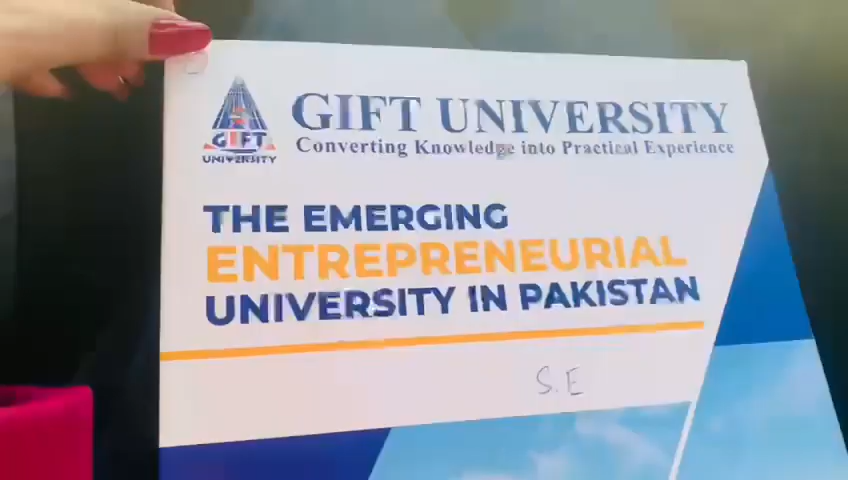 GIFT UNIVERSITY
Converting Knowledge into Practical Experience
GIFT
UNIVERSITY
THE EMERGING
ENTREPRENEURIAL
UNIVERSITY IN PAKISTAN
S.E